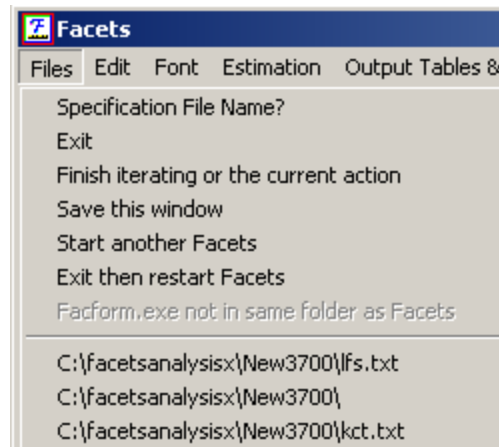 Facets
Files Edit Font Estimation Output Tables &
Specification File Name?
Exit
Finish iterating or the current action
Save this window
Start another Facets
Exit then restart Facets
Facform.exe not in same folder as Facets
C:\facetsanalysisx\New3700\lfs.txt
C:\facetsanalysisx\New3700\
C:\facetsanalysisx\New3700\kct.txt